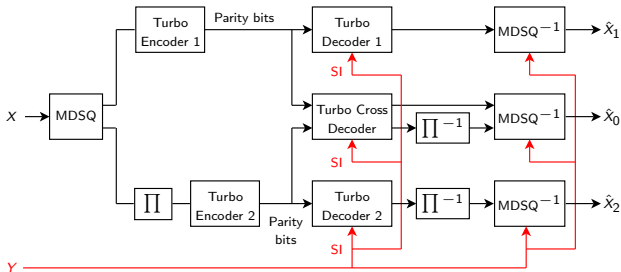 Turbo
Encoder 1
Parity bits
Turbo
Decoder 1
MDSQ⁻¹
X̂₁
SI
X
MDSQ
Turbo Cross
Decoder
∏⁻¹
MDSQ⁻¹
X̂₀
SI
∏
Turbo
Encoder 2
Parity
bits
Turbo
Decoder 2
∏⁻¹
MDSQ⁻¹
X̂₂
SI
Y